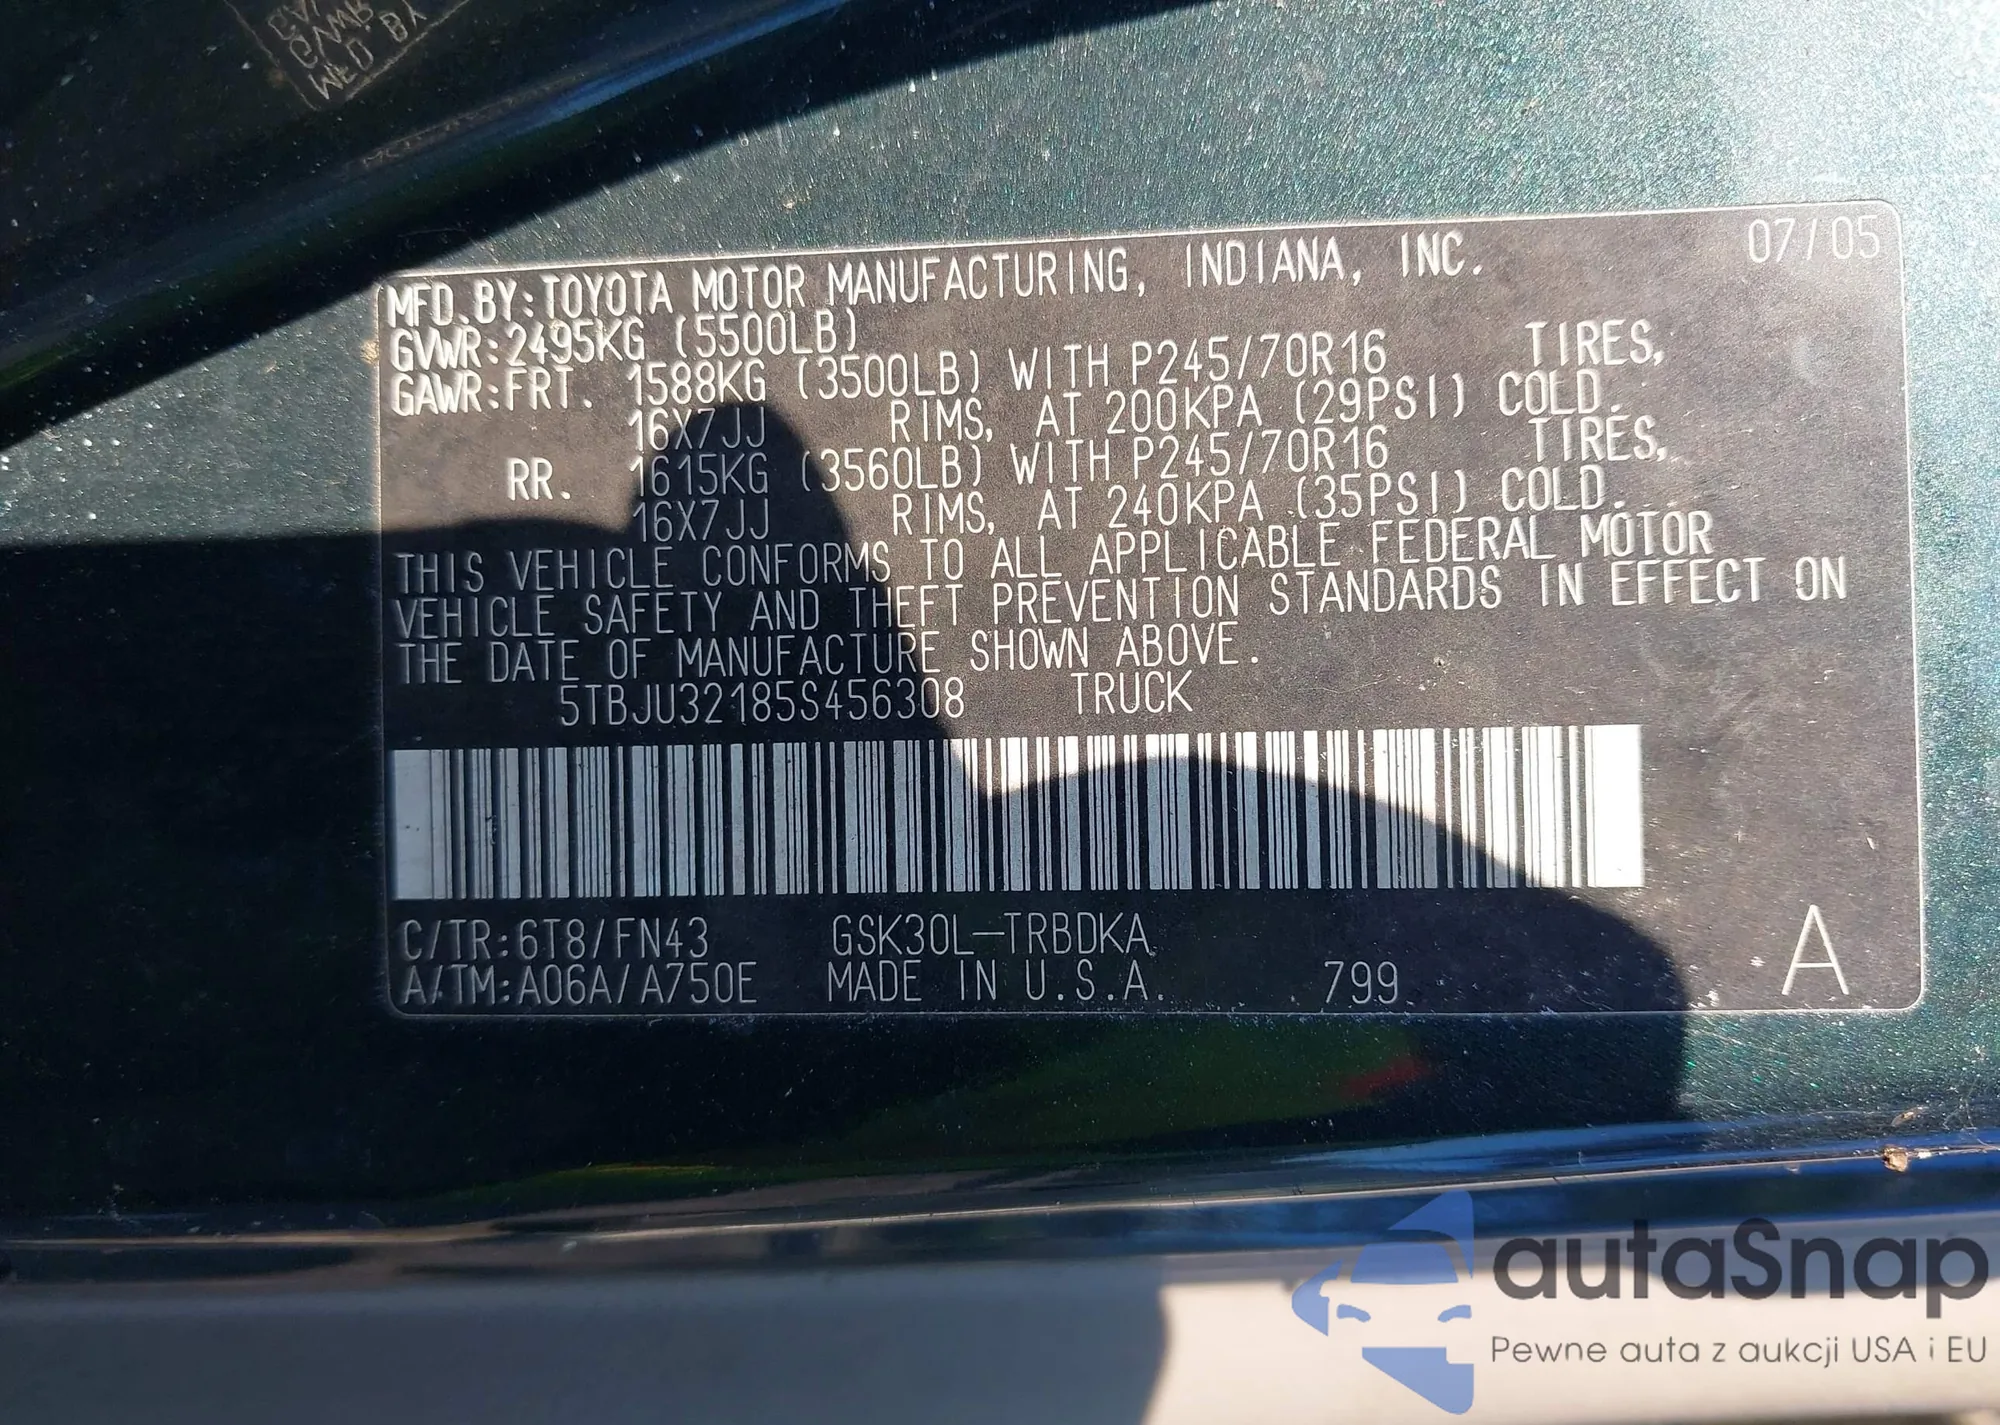 MFD.BY:TOYOTA MOTOR MANUFACTURING, INDIANA, INC. 07/05
GVWR:2495KG (5500LB)
GAWR:FRT. 1588KG (3500LB) WITH P245/70R16 TIRES,
16X7JJ RIMS, AT 200KPA (29PSI) COLD.
RR. 1615KG (3560LB) WITH P245/70R16 TIRES,
16X7JJ RIMS, AT 240KPA (35PSI) COLD.
THIS VEHICLE CONFORMS TO ALL APPLICABLE FEDERAL MOTOR
VEHICLE SAFETY AND THEFT PREVENTION STANDARDS IN EFFECT ON
THE DATE OF MANUFACTURE SHOWN ABOVE.
5TBJU32185S456308 TRUCK
C/TR:6T8/FN43 GSK30L-TRBDKA
A/TM:A06A/A750E MADE IN U.S.A. 799 A
autaSnap
Pewne auta z aukcji USA i EU